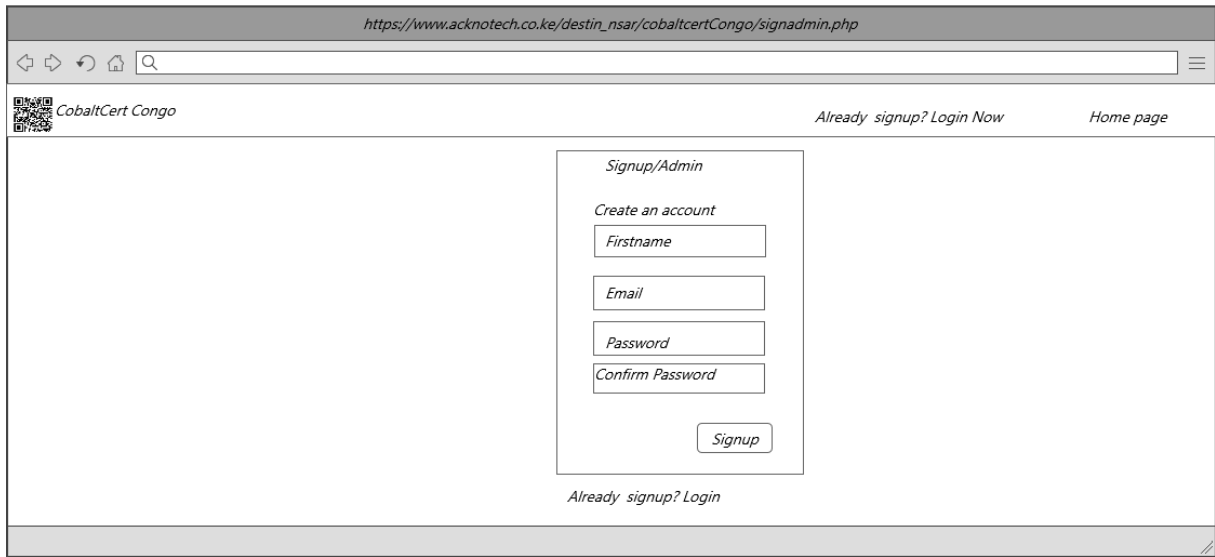 https://www.acknotech.co.ke/destin_nsar/cobaltcertCongo/signadmin.php
CobaltCert Congo
Already signup? Login Now
Home page
Signup/Admin
Create an account
Firstname
Email
Password
Confirm Password
Signup
Already signup? Login